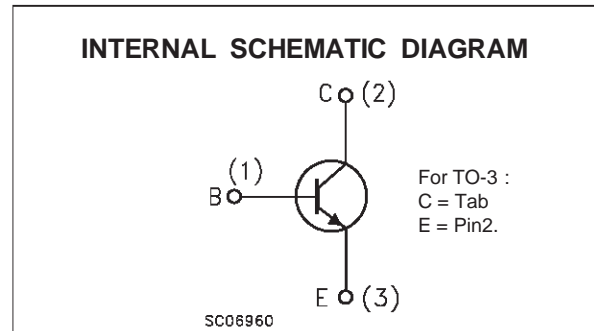 INTERNAL SCHEMATIC DIAGRAM
C (2)
(1)
B
For TO-3 :
C = Tab
E = Pin2.
E (3)
SC06960